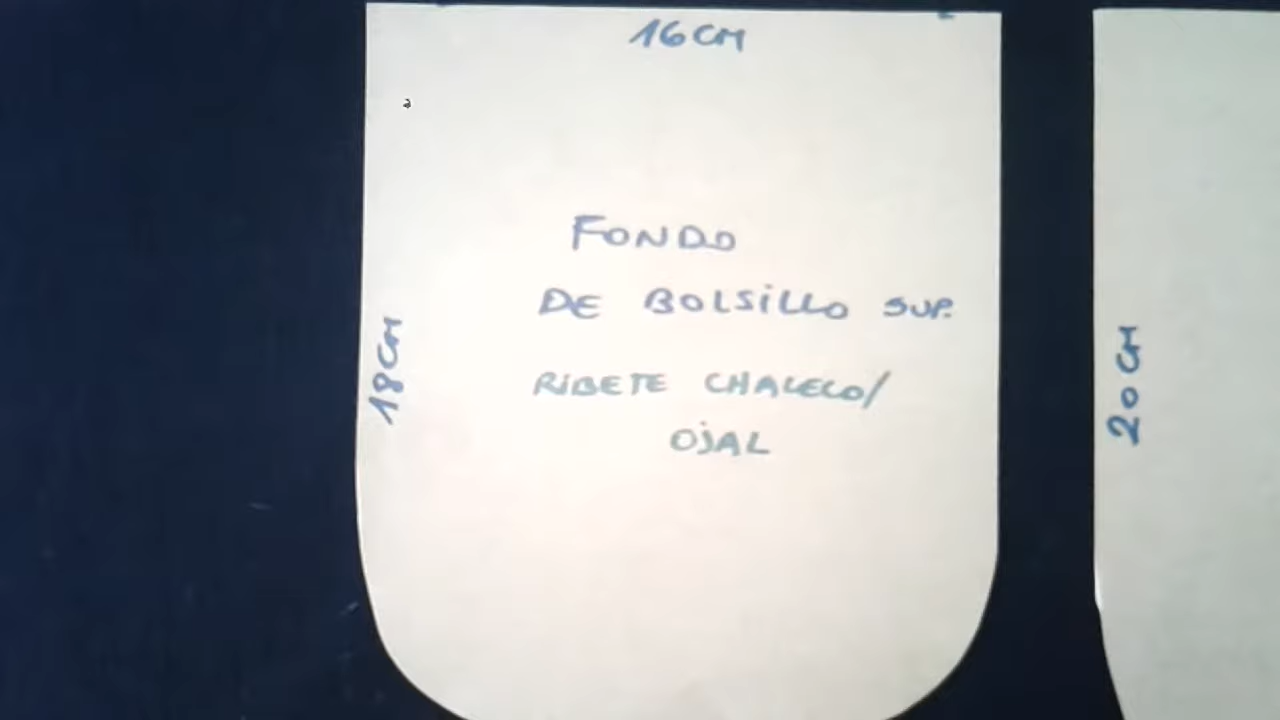 16CM
FONDO
DE BOLSiLLO SUP.
18CM
RiBETE CHALECO/
OJAL
20CM